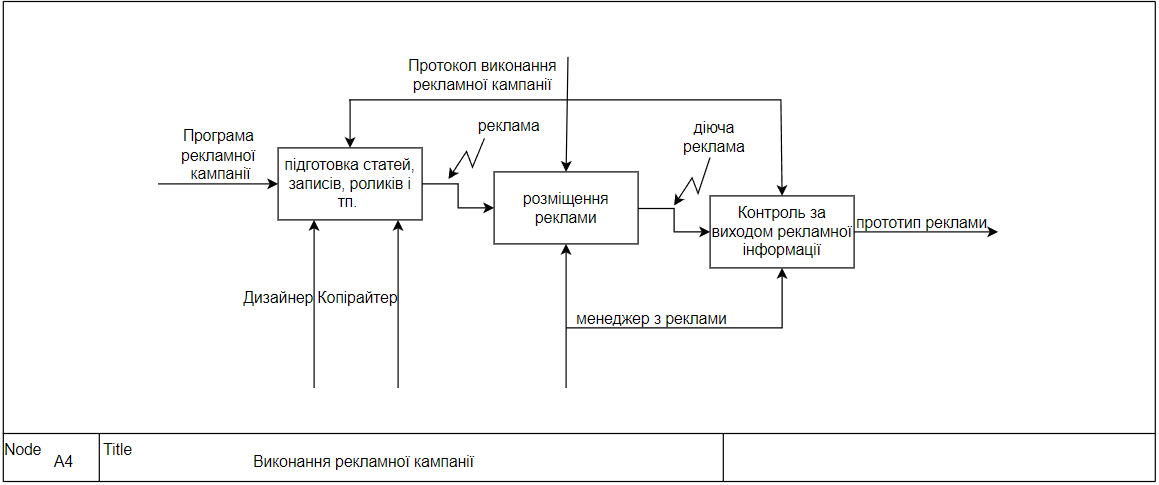 Протокол виконання
рекламної кампанії
Програма
рекламної
кампанії
реклама
діюча
реклама
підготовка статей,
записів, роликів і
тп.
розміщення
реклами
Контроль за
виходом рекламної
інформації
прототип реклами
Дизайнер
Копірайтер
менеджер з реклами
Node
A4
Title
Виконання рекламної кампанії